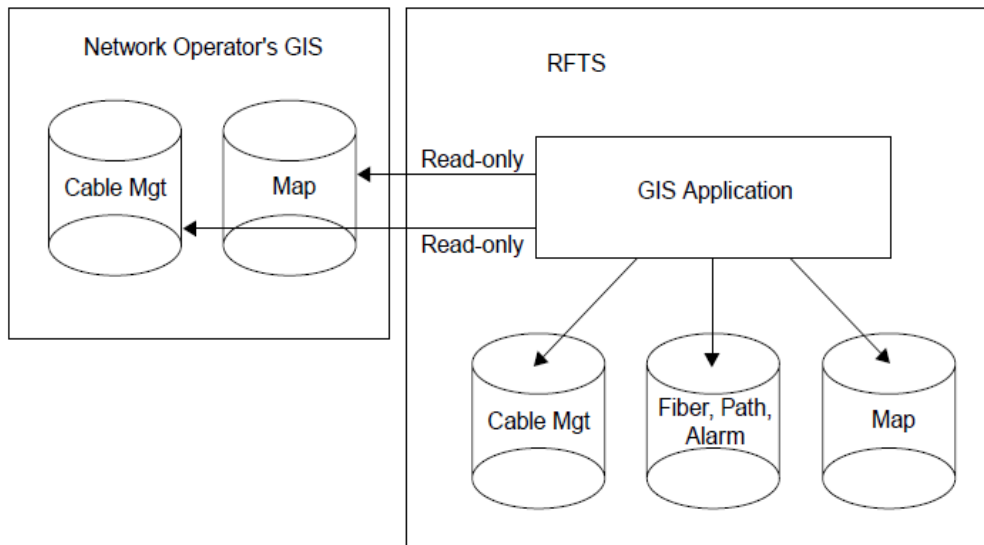 Network Operator's GIS
RFTS
Read-only
GIS Application
Cable Mgt
Map
Read-only
Cable Mgt
Fiber, Path,
Alarm
Map